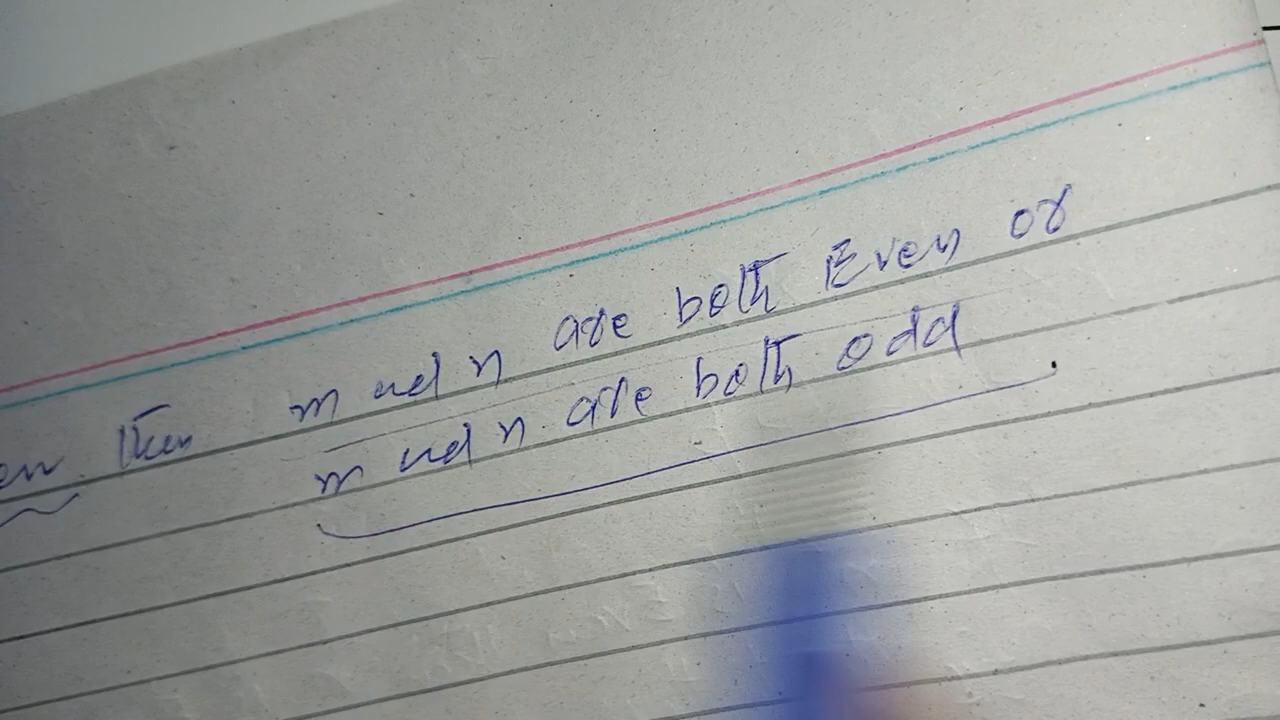 then m and n are both Even or
m and n are both odd